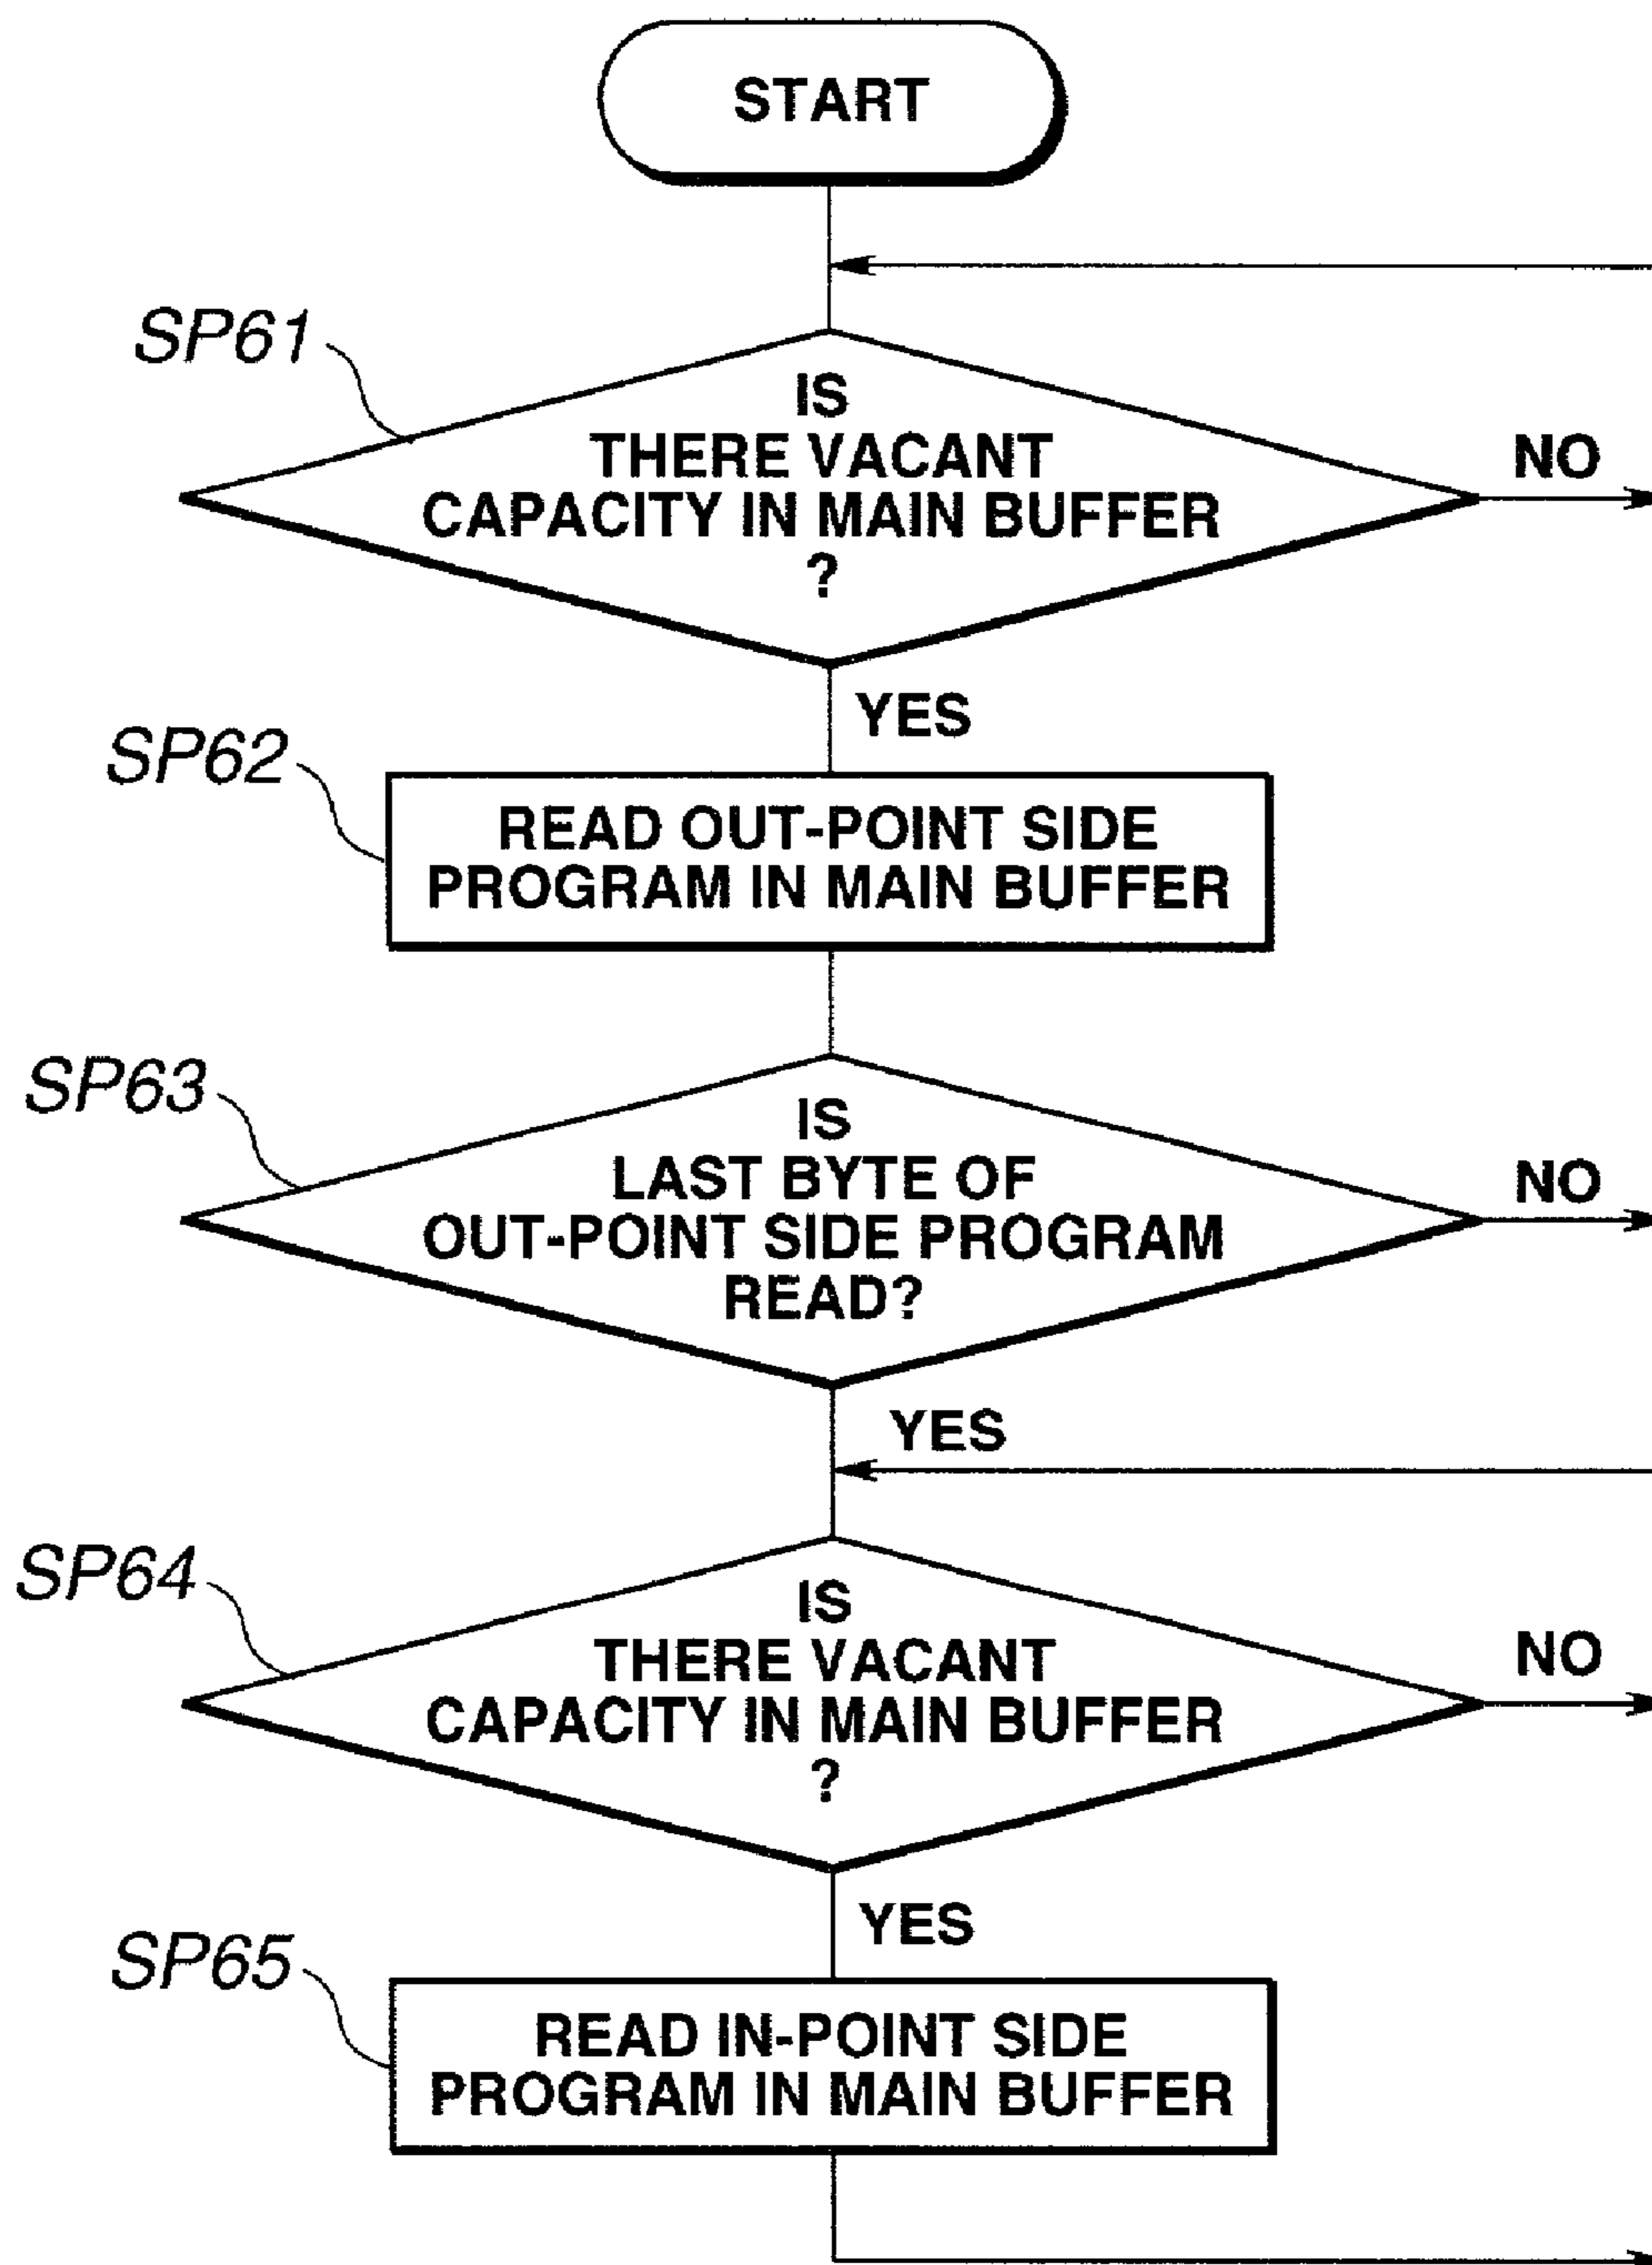 START
SP61
IS
THERE VACANT
CAPACITY IN MAIN BUFFER
?
NO
YES
SP62
READ OUT-POINT SIDE
PROGRAM IN MAIN BUFFER
SP63
IS
LAST BYTE OF
OUT-POINT SIDE PROGRAM
READ?
NO
YES
SP64
IS
THERE VACANT
CAPACITY IN MAIN BUFFER
?
NO
YES
SP65
READ IN-POINT SIDE
PROGRAM IN MAIN BUFFER